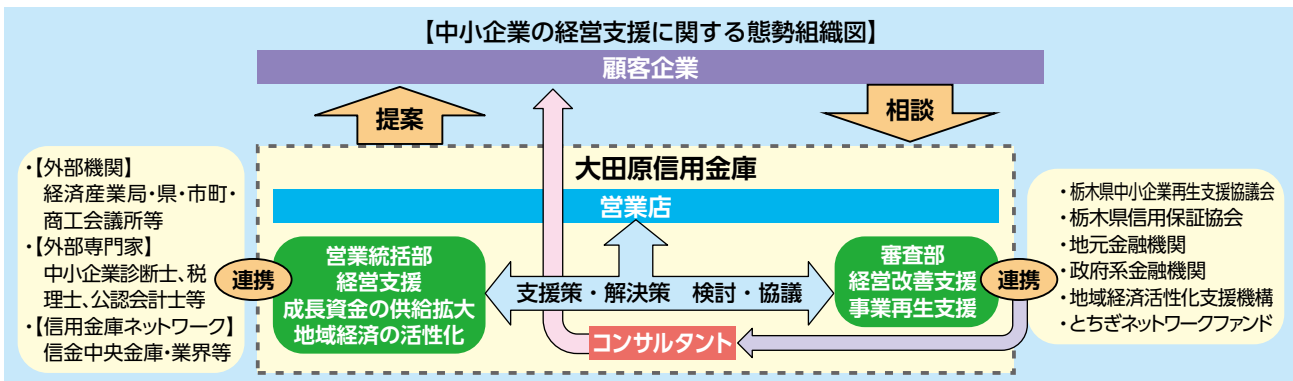 【中小企業の経営支援に関する態勢組織図】
顧客企業
提案
相談
・【外部機関】
経済産業局・県・市町・
商工会議所等
・【外部専門家】
中小企業診断士、税
理士、公認会計士等
・【信用金庫ネットワーク】
信金中央金庫・業界等
連携
大田原信用金庫
営業店
営業統括部
経営支援
成長資金の供給拡大
地域経済の活性化
支援策・解決策 検討・協議
コンサルタント
審査部
経営改善支援
事業再生支援
連携
・栃木県中小企業再生支援協議会
・栃木県信用保証協会
・地元金融機関
・政府系金融機関
・地域経済活性化支援機構
・とちぎネットワークファンド